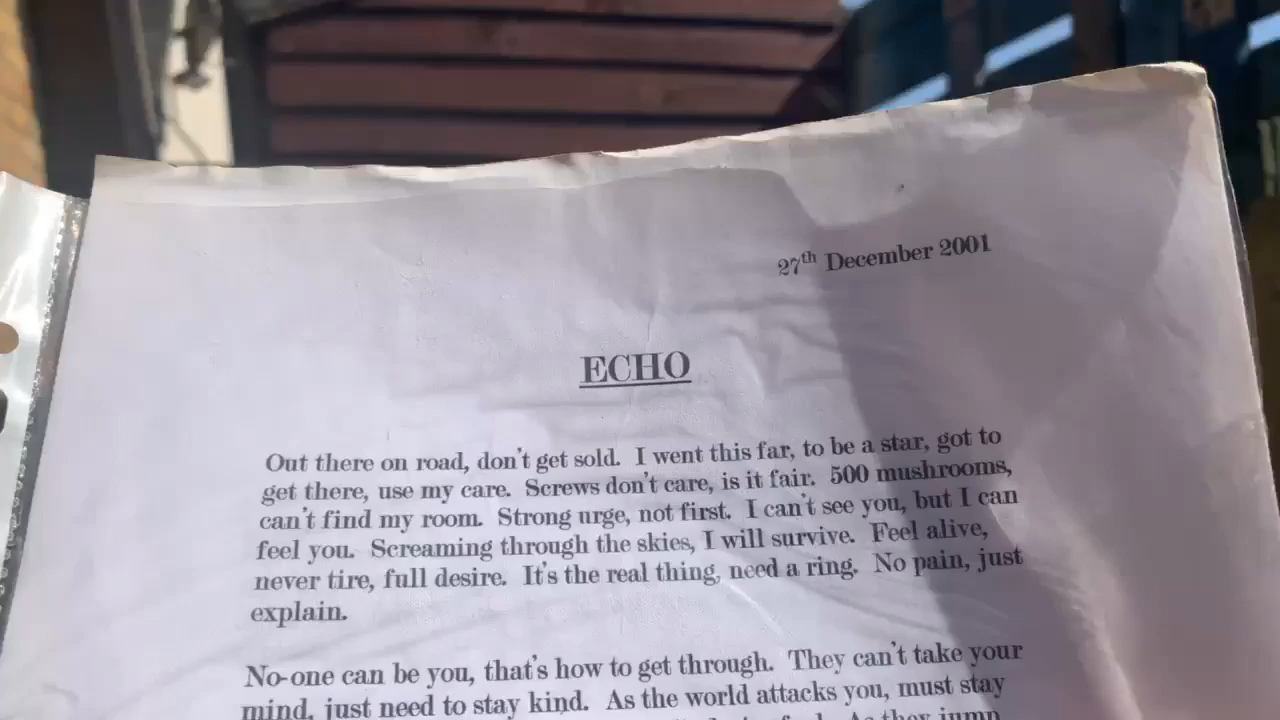 27th December 2001
ECHO
Out there on road, don't get sold. I went this far, to be a star, got to
get there, use my care. Screws don't care, is it fair. 500 mushrooms,
can't find my room. Strong urge, not first. I can't see you, but I can
feel you. Screaming through the skies, I will survive. Feel alive,
never tire, full desire. It's the real thing, need a ring. No pain, just
explain.
No-one can be you, that's how to get through. They can't take your
mind, just need to stay kind. As the world attacks you, must stay
As they jump